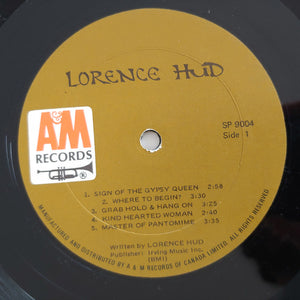 LORENCE HUD
A&M
RECORDS
SP 9004
Side 1
1. SIGN OF THE GYPSY QUEEN 2:58
2. WHERE TO BEGIN? 3:30
3. GRAB HOLD & HANG ON 3:25
4. KIND HEARTED WOMAN 2:40
5. MASTER OF PANTOMIME 3:35
Written by LORENCE HUD
Publisher: Irving Music Inc.
(BMI)
MANUFACTURED AND DISTRIBUTED BY A & M RECORDS OF CANADA LIMITED. ALL RIGHTS RESERVED.